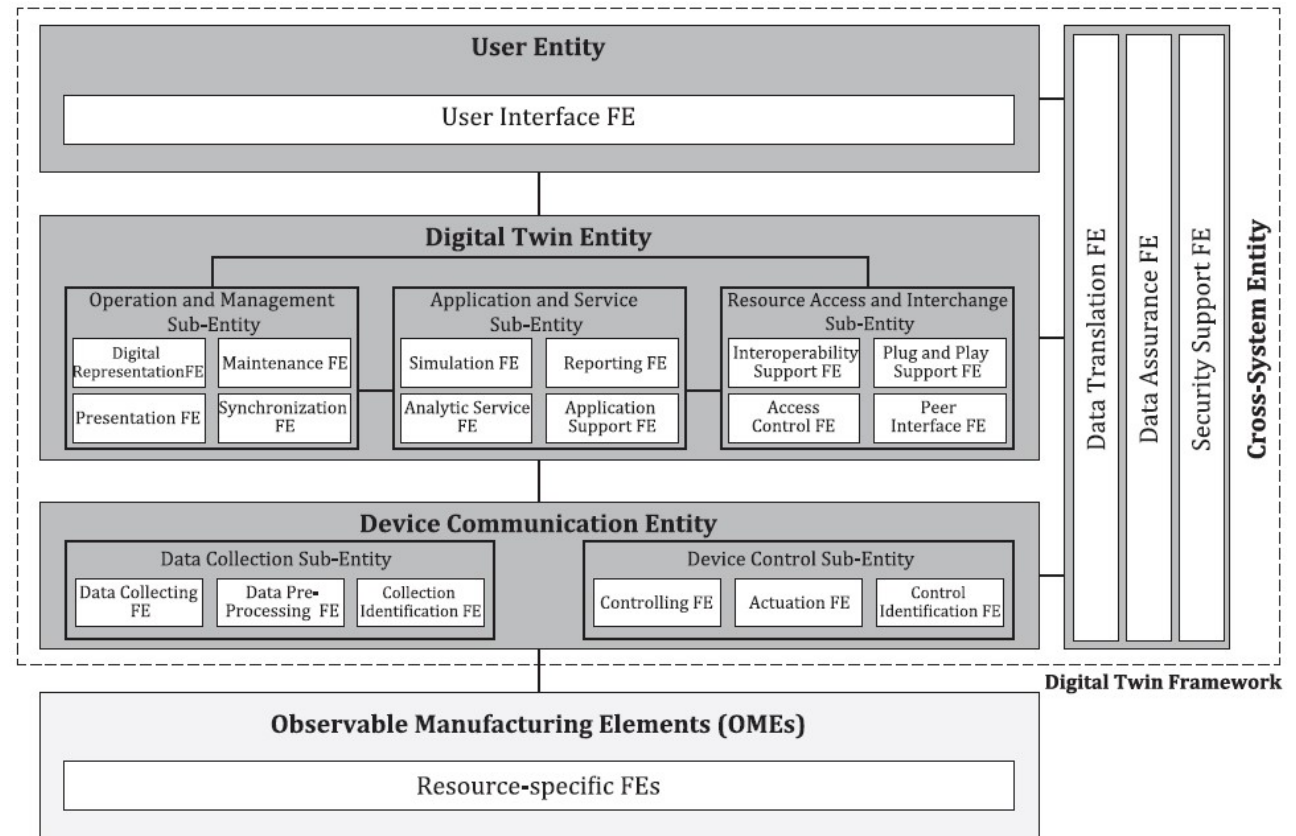 User Entity
User Interface FE
Digital Twin Entity
Operation and Management
Sub-Entity
Digital
RepresentationFE
Maintenance FE
Presentation FE
Synchronization
FE
Application and Service
Sub-Entity
Simulation FE
Reporting FE
Analytic Service
FE
Application
Support FE
Resource Access and Interchange
Sub-Entity
Interoperability
Support FE
Plug and Play
Support FE
Access
Control FE
Peer
Interface FE
Device Communication Entity
Data Collection Sub-Entity
Data Collecting
FE
Data Pre-
Processing FE
Collection
Identification FE
Device Control Sub-Entity
Controlling FE
Actuation FE
Control
Identification FE
Data Translation FE
Data Assurance FE
Security Support FE
Cross-System Entity
Digital Twin Framework
Observable Manufacturing Elements (OMEs)
Resource-specific FEs